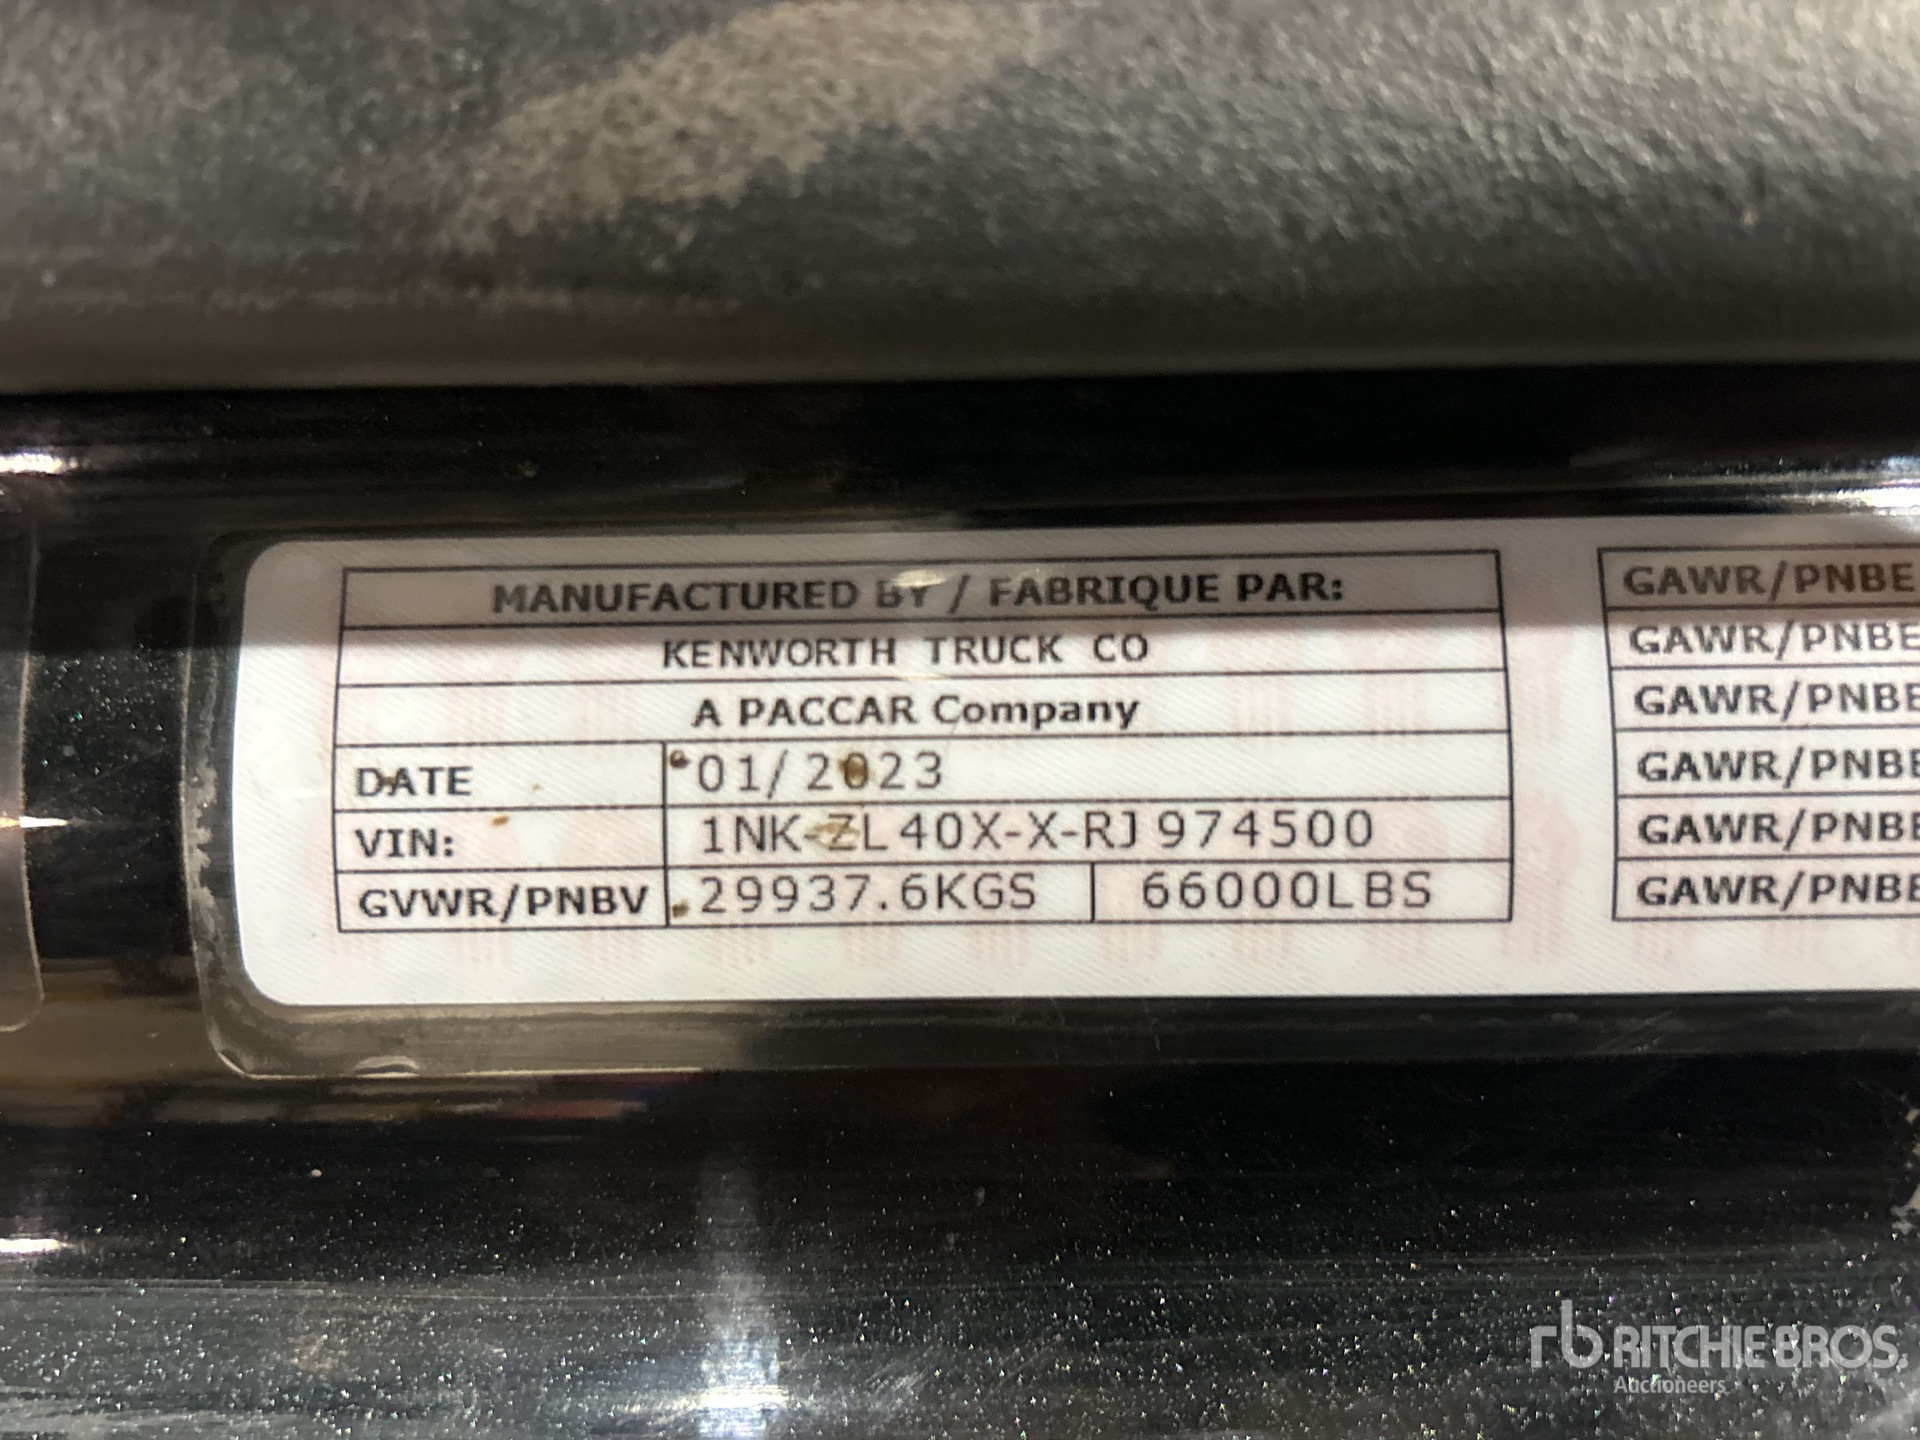 MANUFACTURED BY / FABRIQUE PAR:
KENWORTH TRUCK CO
A PACCAR Company
DATE 01/2023
VIN: 1NK-ZL40X-X-RJ974500
GVWR/PNBV 29937.6KGS 66000LBS
GAWR/PNBE
GAWR/PNBE
GAWR/PNBE
GAWR/PNBE
GAWR/PNBE
GAWR/PNBE
rb RITCHIE BROS.
Auctioneers